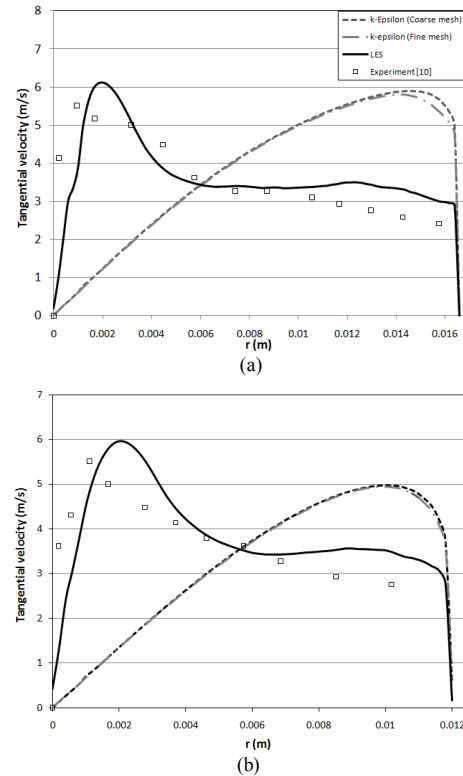 8
7
6
5
4
3
2
1
0
Tangential velocity (m/s)
k-Epsilon (Coarse mesh)
k-epsilon (Fine mesh)
LES
Experiment [10]
0 0.002 0.004 0.006 0.008 0.01 0.012 0.014 0.016
r (m)
(a)
7
6
5
4
3
2
1
0
Tangential velocity (m/s)
0 0.002 0.004 0.006 0.008 0.01 0.012
r (m)
(b)